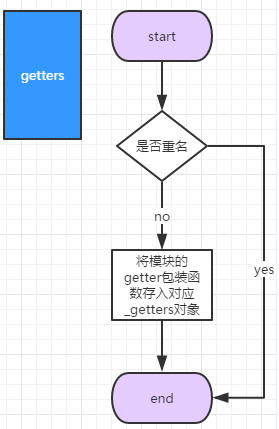 getters
start
是否重名
no
yes
将模块的
getter包装函
数存入对应
_getters对象
end